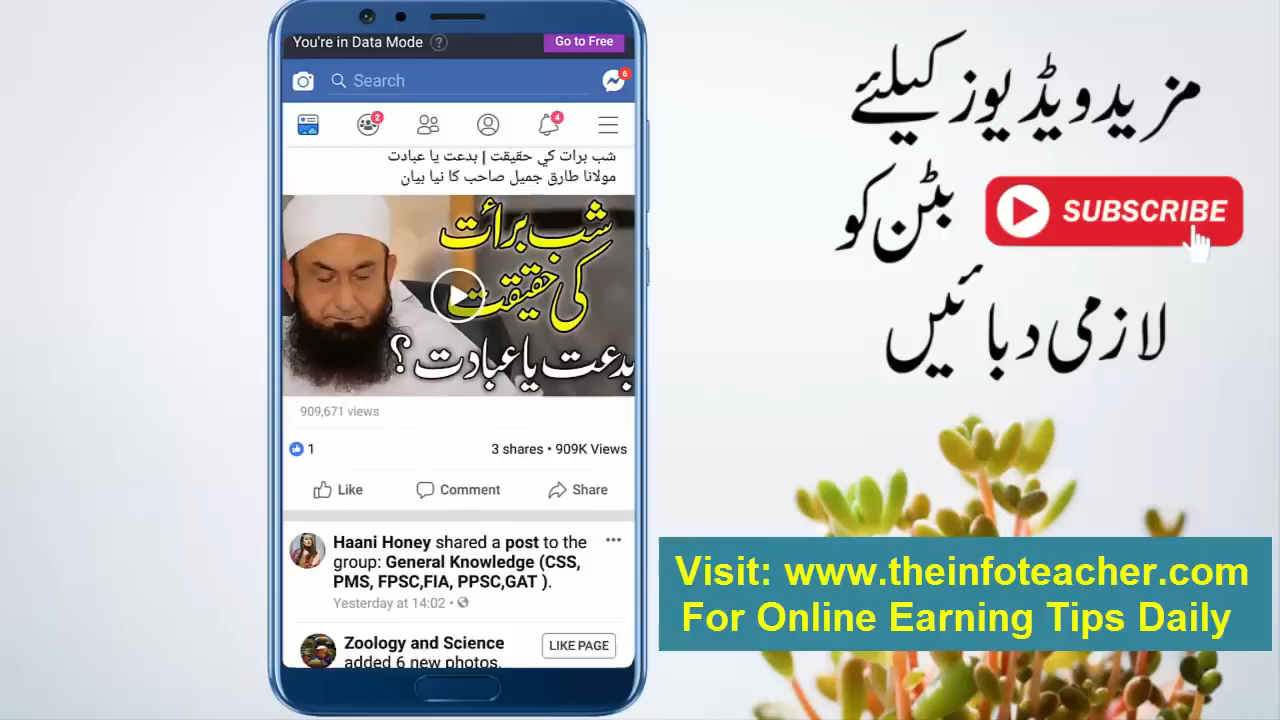 You're in Data Mode ?
Go to Free
Search
6
2
4
شب برات کي حقيقت | بدعت يا عبادت
مولانا طارق جميل صاحب کا نيا بيان
شب برأت
کی حقیقت
بدعت یا عبادت ؟
909,671 views
1
3 shares • 909K Views
Like
Comment
Share
Haani Honey shared a post to the
group: General Knowledge (CSS,
PMS, FPSC,FIA, PPSC,GAT ).
Yesterday at 14:02 •
Zoology and Science
added 6 new photos.
LIKE PAGE
مزید ویڈیوز کیلئے
SUBSCRIBE بٹن کو
لازمی دبائیں
Visit: www.theinfoteacher.com
For Online Earning Tips Daily